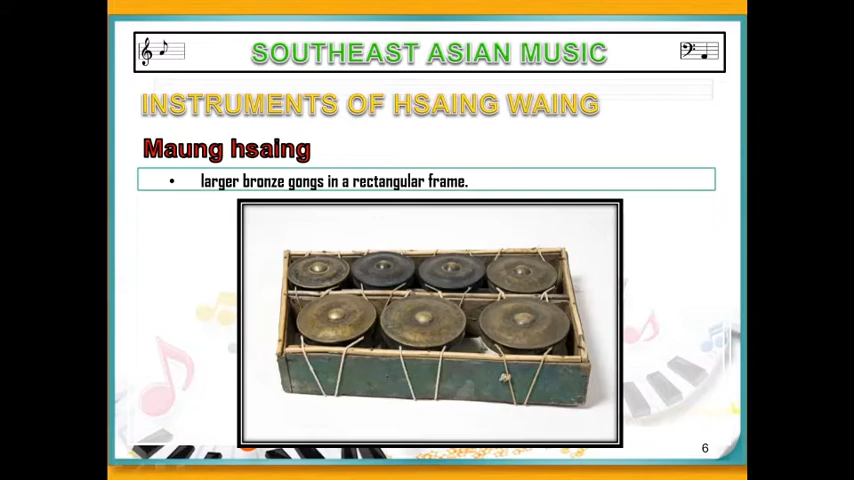 SOUTHEAST ASIAN MUSIC
INSTRUMENTS OF HSAING WAING
Maung hsaing
• larger bronze gongs in a rectangular frame.
6